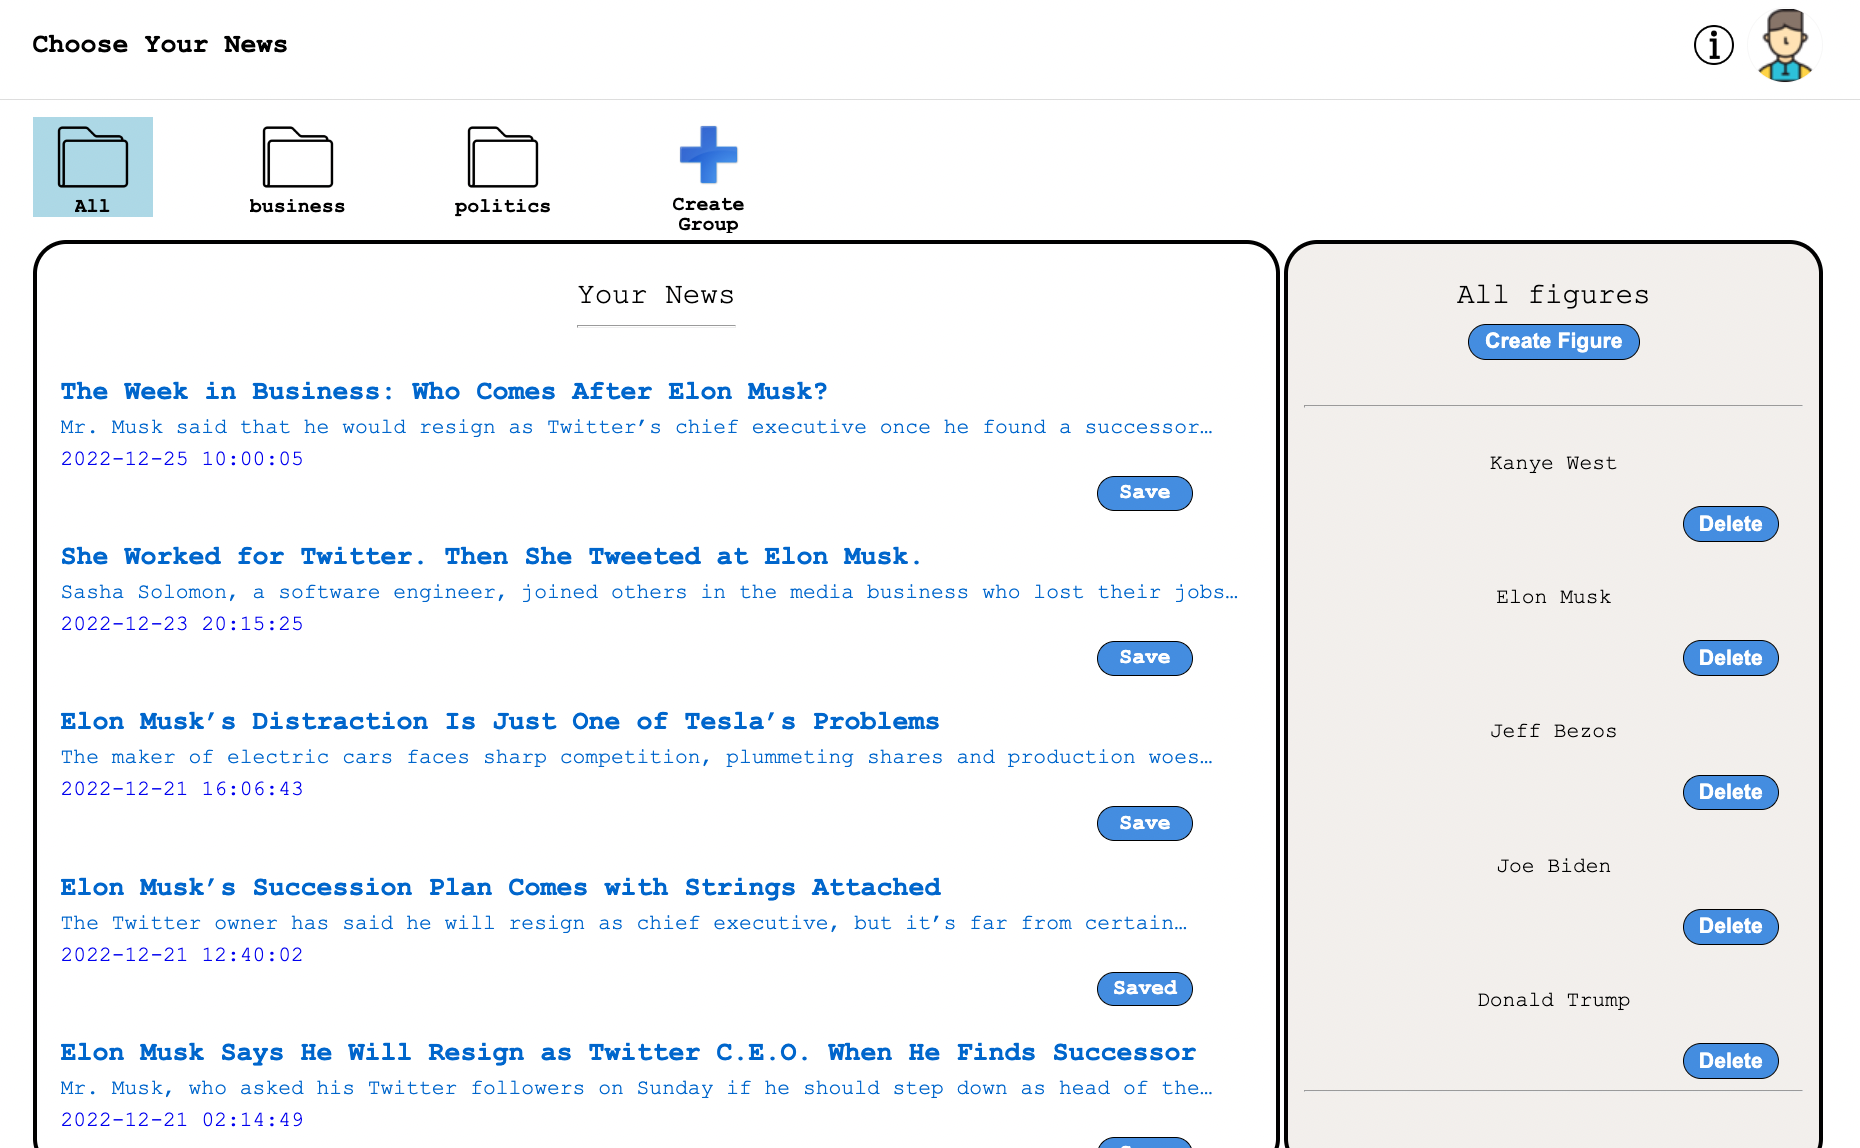 Choose Your News
All
business
politics
Create
Group
Your News
The Week in Business: Who Comes After Elon Musk?
Mr. Musk said that he would resign as Twitter’s chief executive once he found a successor…
2022-12-25 10:00:05
Save
She Worked for Twitter. Then She Tweeted at Elon Musk.
Sasha Solomon, a software engineer, joined others in the media business who lost their jobs…
2022-12-23 20:15:25
Save
Elon Musk’s Distraction Is Just One of Tesla’s Problems
The maker of electric cars faces sharp competition, plummeting shares and production woes…
2022-12-21 16:06:43
Save
Elon Musk’s Succession Plan Comes with Strings Attached
The Twitter owner has said he will resign as chief executive, but it’s far from certain…
2022-12-21 12:40:02
Saved
Elon Musk Says He Will Resign as Twitter C.E.O. When He Finds Successor
Mr. Musk, who asked his Twitter followers on Sunday if he should step down as head of the…
2022-12-21 02:14:49
All figures
Create Figure
Kanye West
Delete
Elon Musk
Delete
Jeff Bezos
Delete
Joe Biden
Delete
Donald Trump
Delete